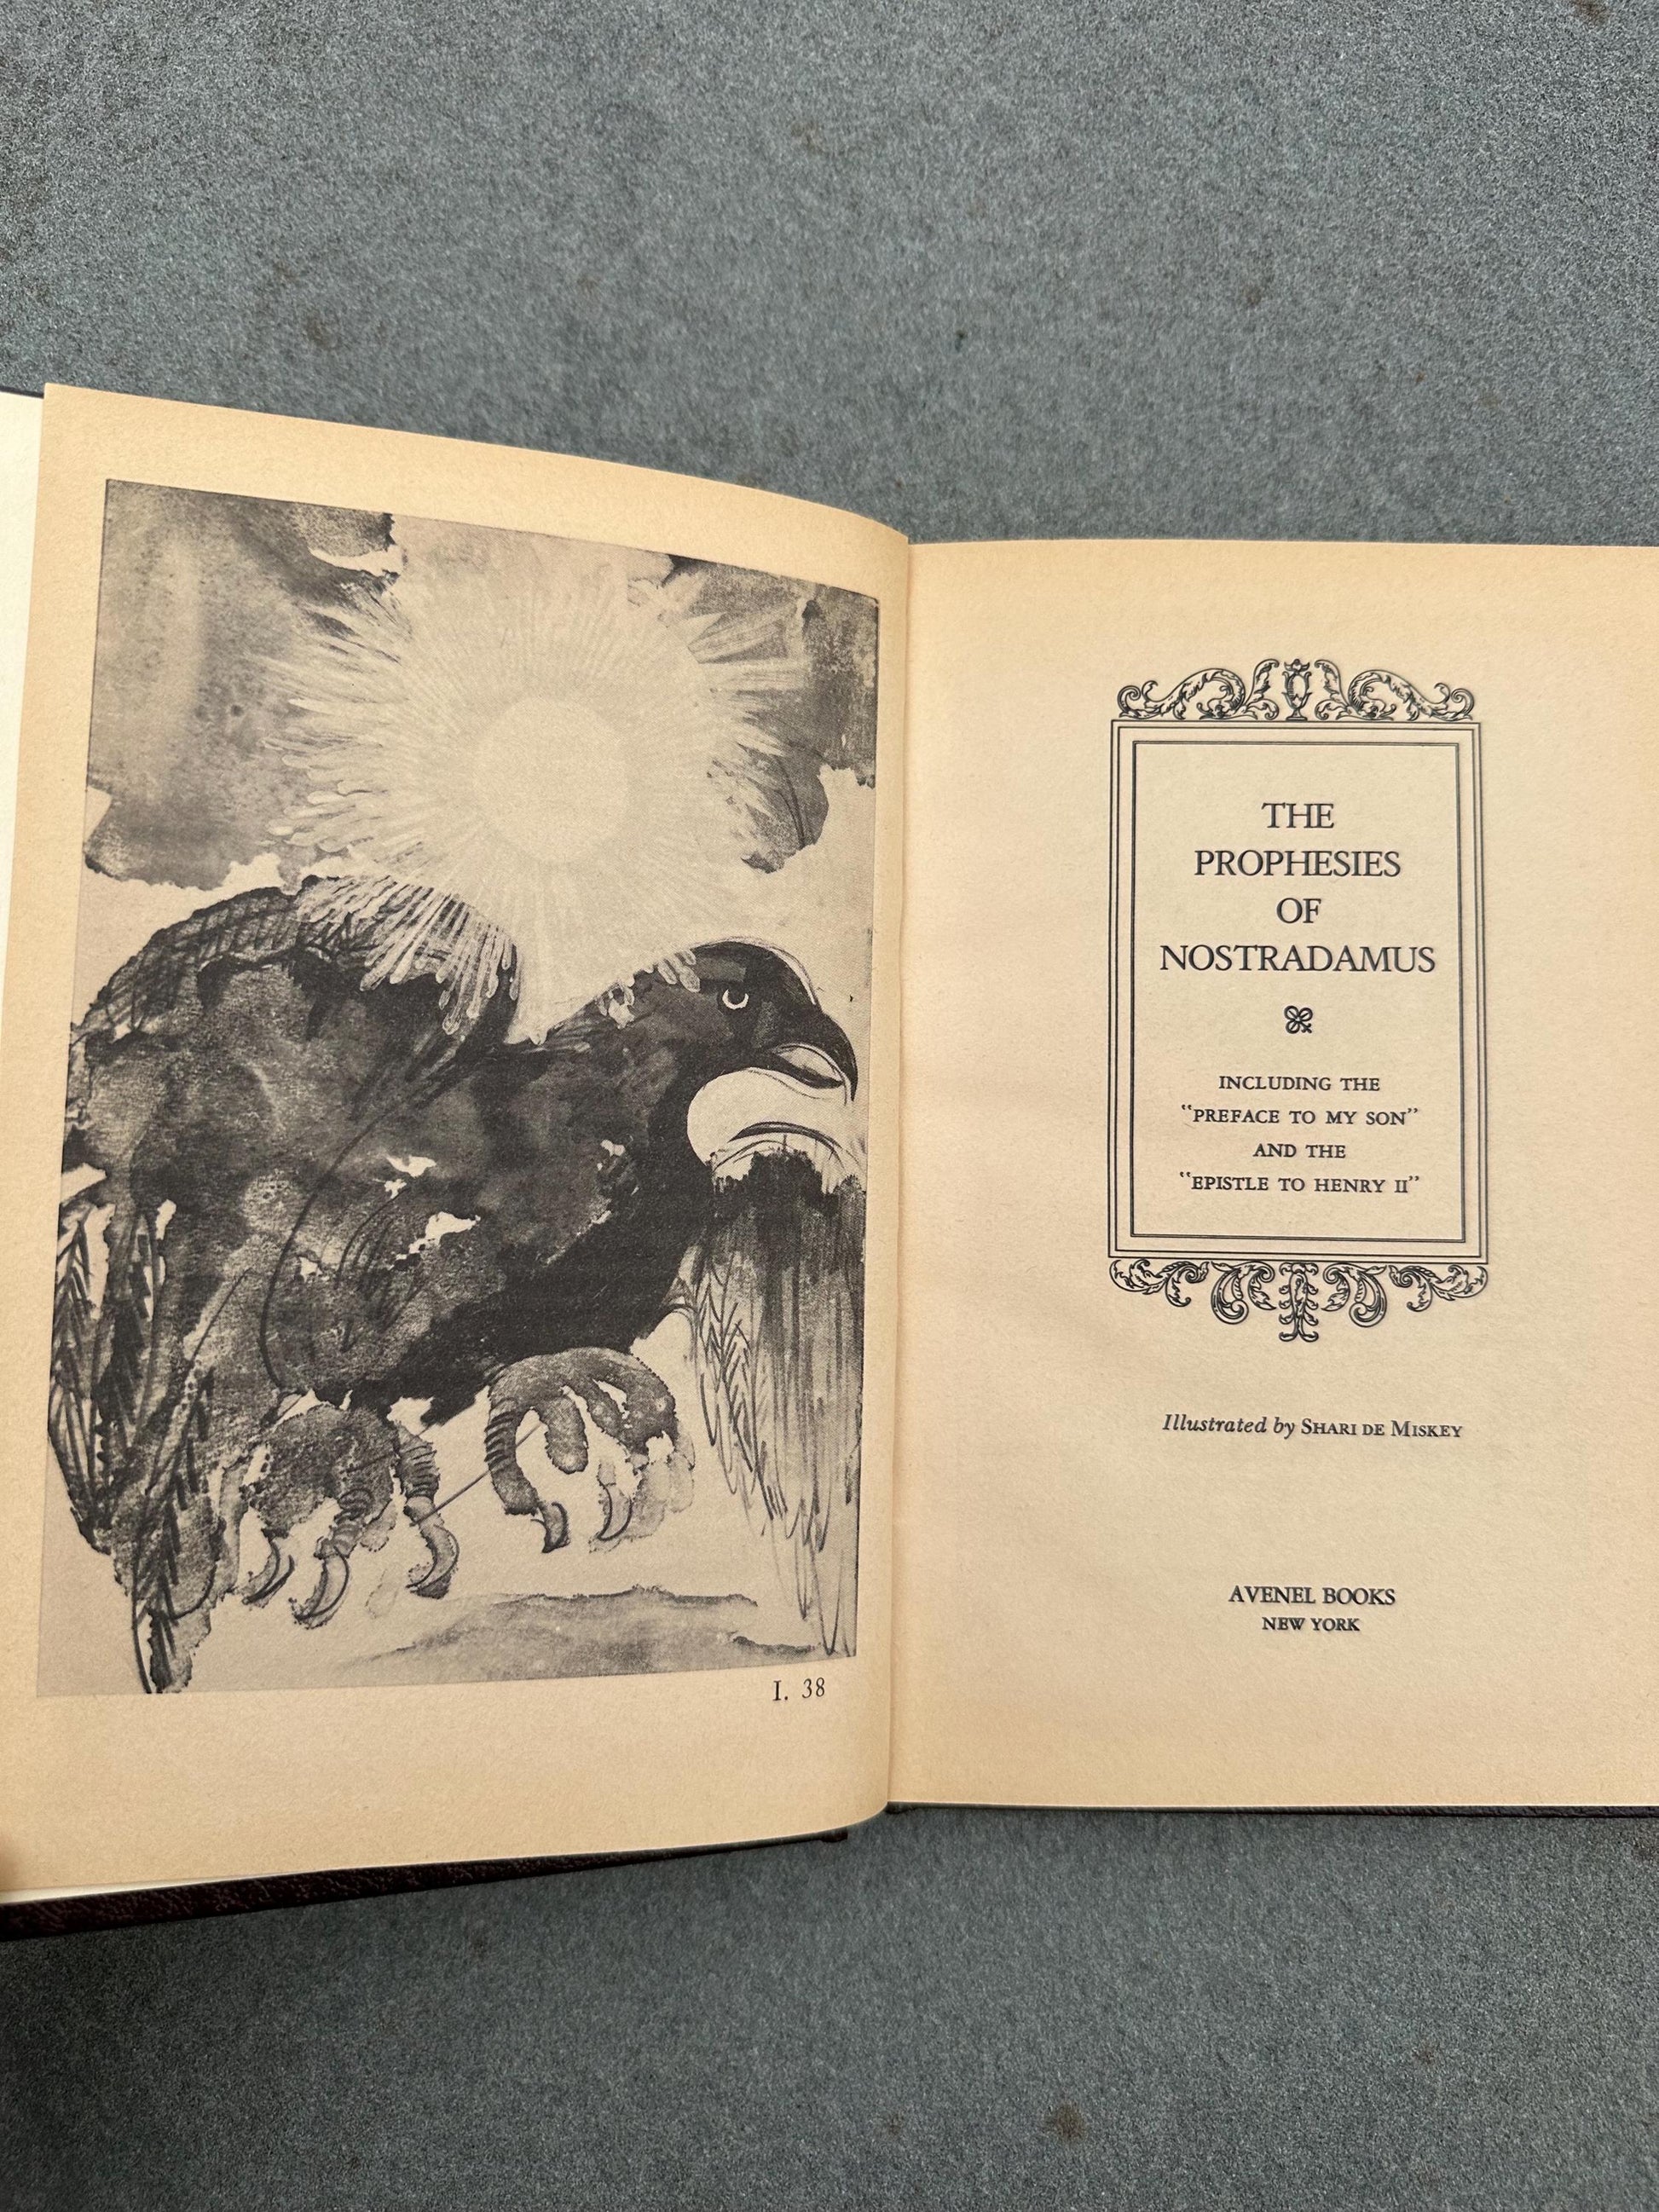 I. 38
THE
PROPHESIES
OF
NOSTRADAMUS
INCLUDING THE
“PREFACE TO MY SON”
AND THE
“EPISTLE TO HENRY II”
Illustrated by SHARI DE MISKEY
AVENEL BOOKS
NEW YORK